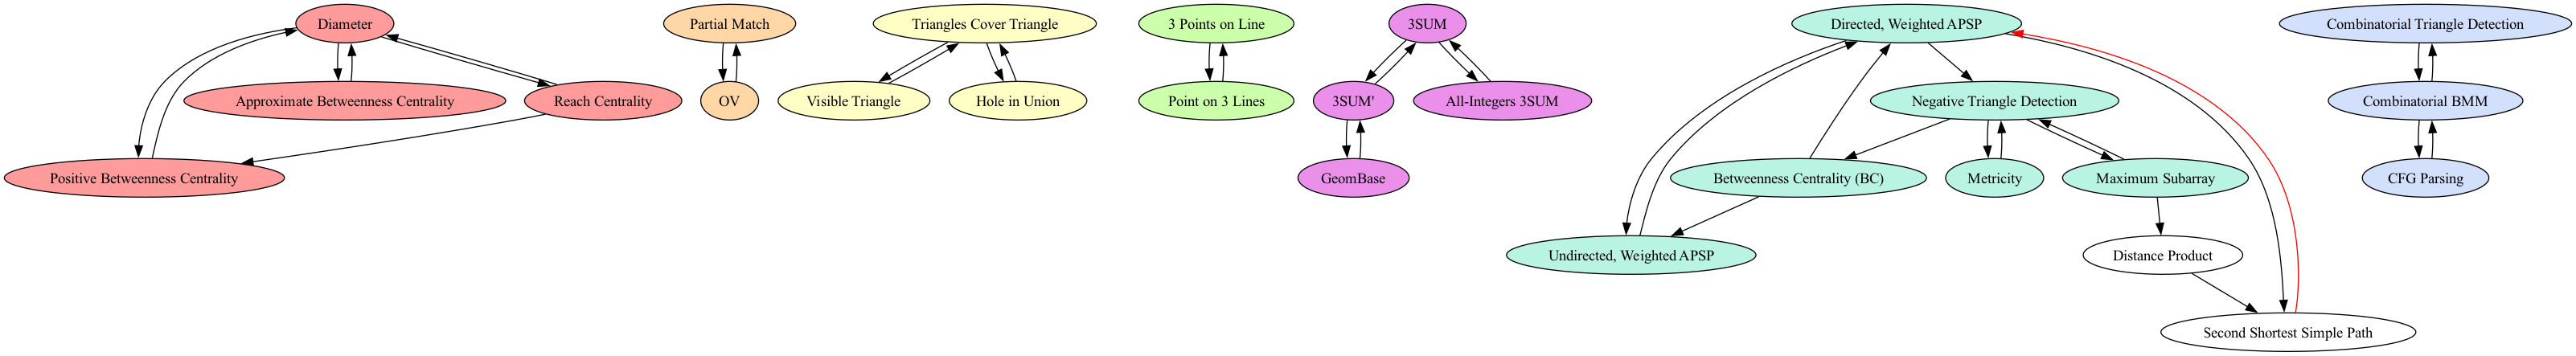 Diameter
Partial Match
Triangles Cover Triangle
3 Points on Line
3SUM
Directed, Weighted APSP
Combinatorial Triangle Detection
Approximate Betweenness Centrality
Reach Centrality
OV
Visible Triangle
Hole in Union
Point on 3 Lines
3SUM'
All-Integers 3SUM
Negative Triangle Detection
Combinatorial BMM
Positive Betweenness Centrality
GeomBase
Betweenness Centrality (BC)
Metricity
Maximum Subarray
CFG Parsing
Undirected, Weighted APSP
Distance Product
Second Shortest Simple Path